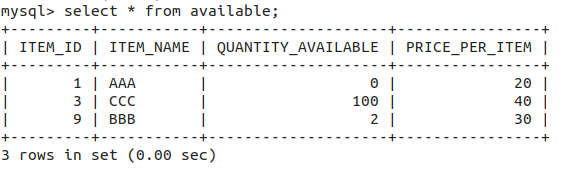 mysql> select * from available;
+---------+-----------+--------------------+----------------+
| ITEM_ID | ITEM_NAME | QUANTITY_AVAILABLE | PRICE_PER_ITEM |
+---------+-----------+--------------------+----------------+
|       1 | AAA       |                  0 |             20 |
|       3 | CCC       |                100 |             40 |
|       9 | BBB       |                  2 |             30 |
+---------+-----------+--------------------+----------------+
3 rows in set (0.00 sec)